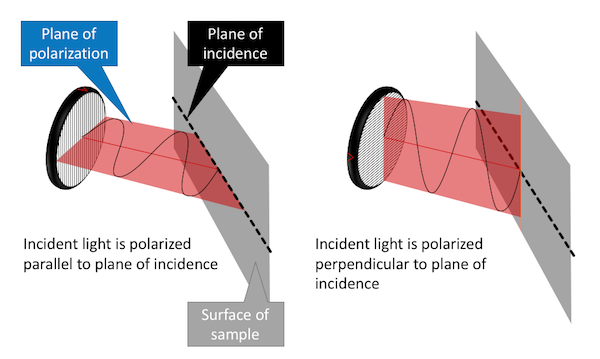 Plane of
polarization
Plane of
incidence
Incident light is polarized
parallel to plane of incidence
Surface of
sample
Incident light is polarized
perpendicular to plane of
incidence